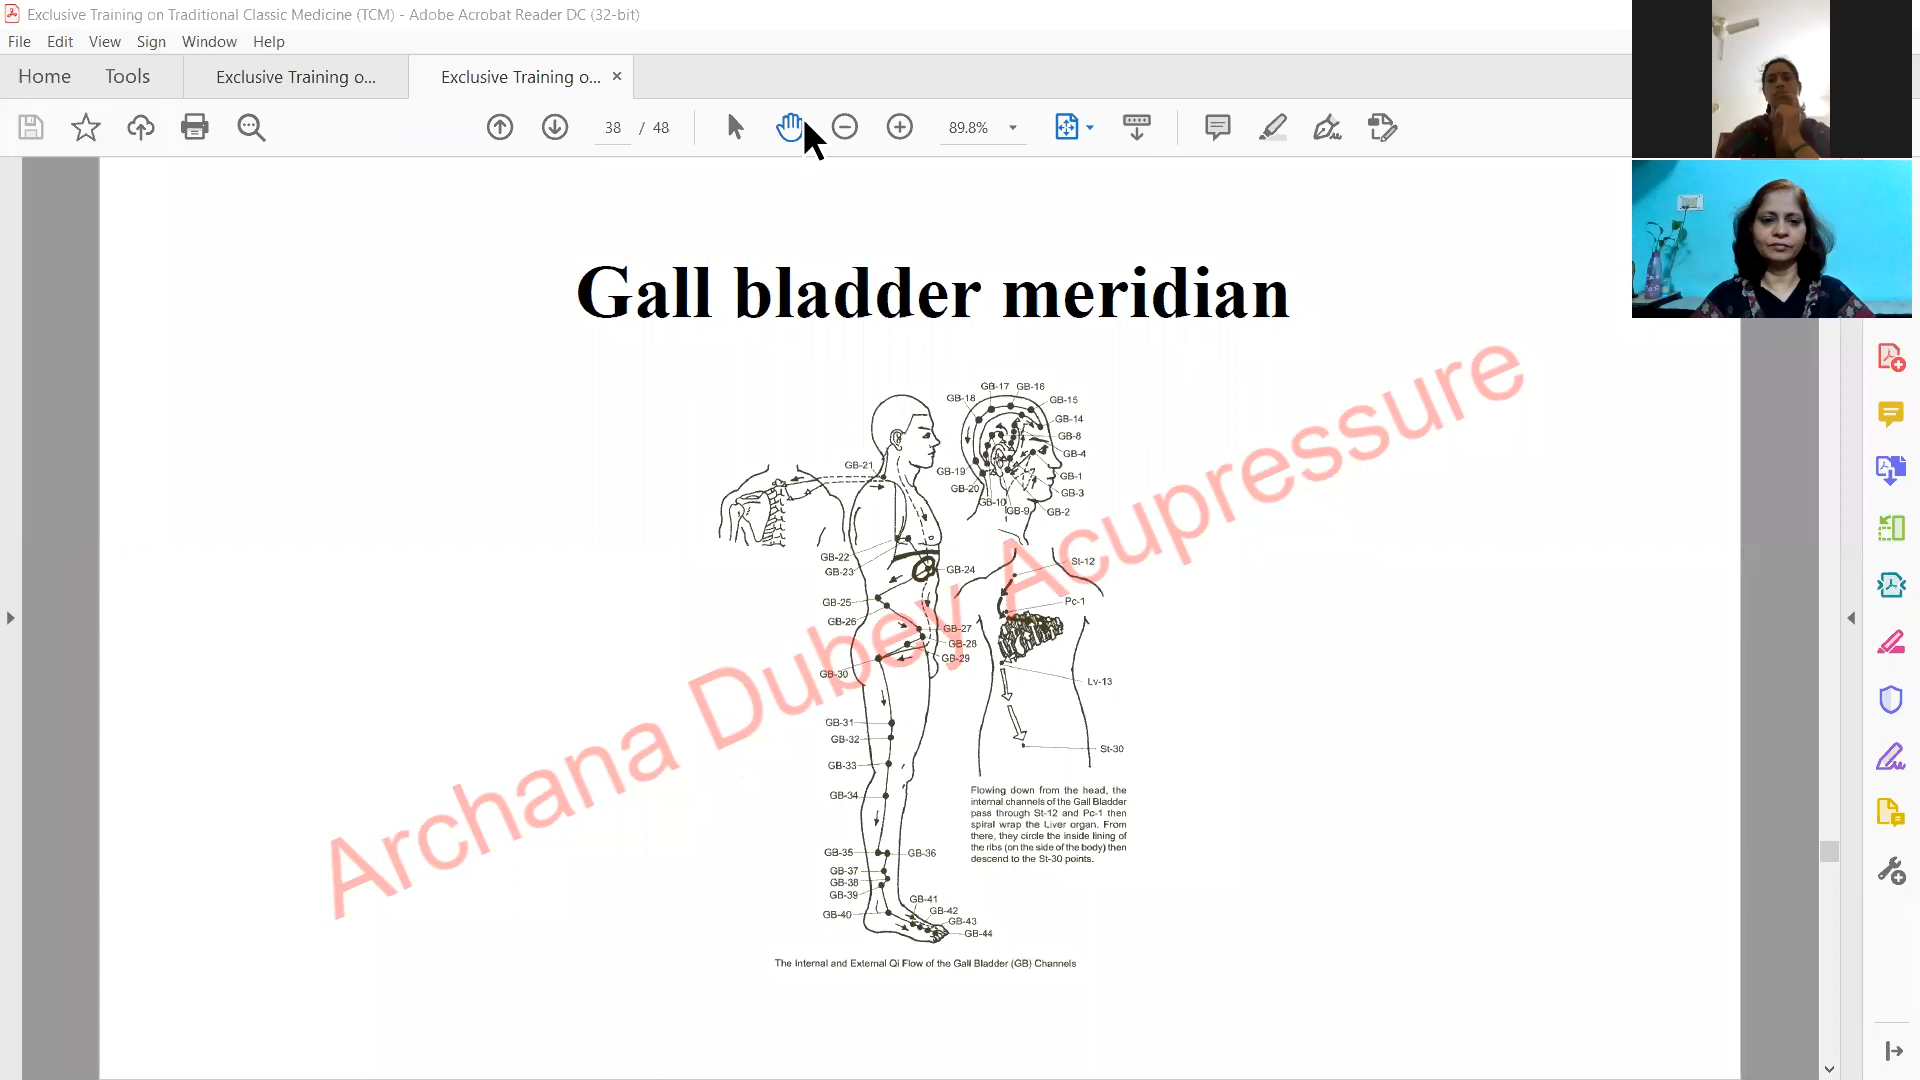 Exclusive Training on Traditional Classic Medicine (TCM) - Adobe Acrobat Reader DC (32-bit)
File Edit View Sign Window Help
Home Tools Exclusive Training o... Exclusive Training o... ×
38 / 48 89.8%
Gall bladder meridian
GB-17 GB-16
GB-18 GB-15
GB-14
GB-8
GB-4
GB-21
GB-19 GB-1
GB-20 GB-3
GB-10
GB-9 GB-2
GB-22
GB-23 GB-24
St-12
GB-25 Pc-1
GB-26 GB-27
GB-28
GB-29
GB-30
Lv-13
GB-31
GB-32 St-30
GB-33
GB-34
Flowing down from the head, the
internal channels of the Gall Bladder
pass through St-12 and Pc-1 then
spiral wrap the Liver organ. From
there, they circle the inside lining of
the ribs (on the side of the body) then
descend to the St-30 points.
GB-35 GB-36
GB-37
GB-38
GB-39
GB-41
GB-40 GB-42
GB-43
GB-44
The Internal and External Qi Flow of the Gall Bladder (GB) Channels
Archana Dubey Acupressure